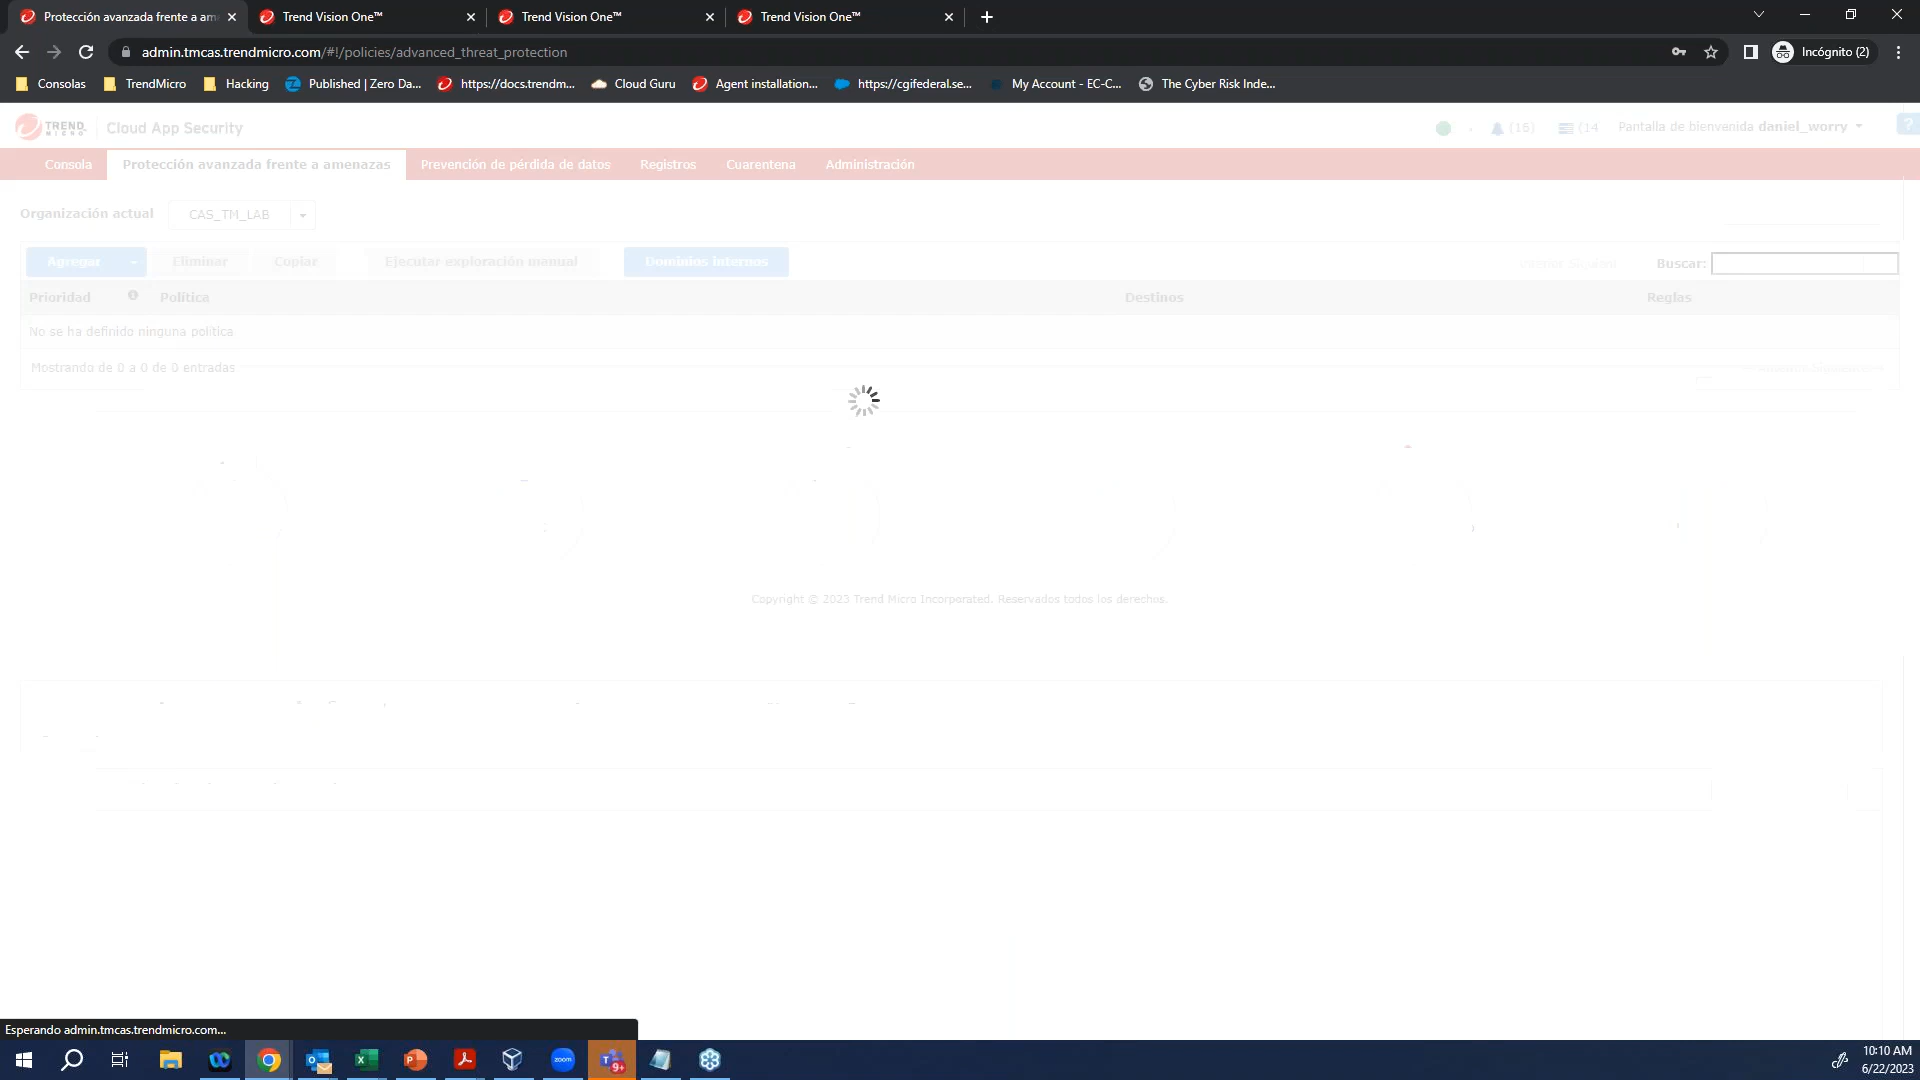 Protección avanzada frente a am
Trend Vision One™
Trend Vision One™
Trend Vision One™
admin.tmcas.trendmicro.com/#!/policies/advanced_threat_protection
Incógnito (2)
Consolas
TrendMicro
Hacking
Published | Zero Da...
https://docs.trendm...
Cloud Guru
Agent installation...
https://cgifederal.se...
My Account - EC-C...
The Cyber Risk Inde...
TREND MICRO
Cloud App Security
(16)
(14
Pantalla de bienvenida daniel_worry
?
Consola
Protección avanzada frente a amenazas
Prevención de pérdida de datos
Registros
Cuarentena
Administración
Organización actual
CAS_TM_LAB
Agregar
Eliminar
Copiar
Ejecutar exploración manual
Dominios internos
Buscar:
Prioridad
Política
Destinos
Reglas
No se ha definido ninguna política
Mostrando de 0 a 0 de 0 entradas
Copyright © 2023 Trend Micro Incorporated. Reservados todos los derechos.
Esperando admin.tmcas.trendmicro.com...
zoom
9+
10:10 AM
6/22/2023